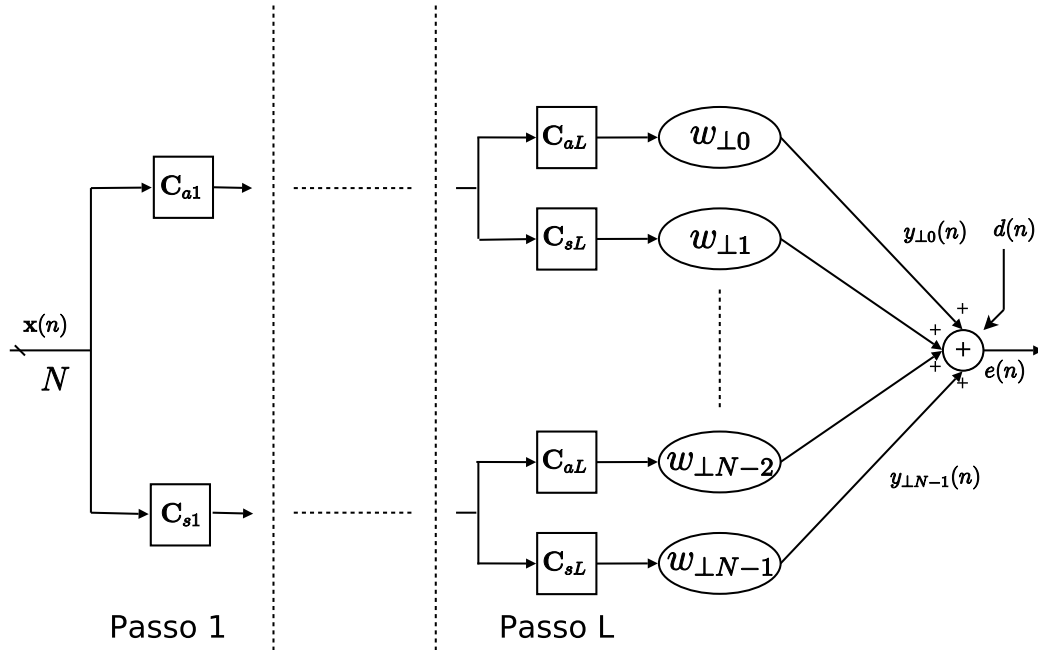 C_{aL}
w_{⊥0}
C_{a1}
C_{sL}
w_{⊥1}
y_{⊥0}(n)
d(n)
x(n)
N
+
+
+
+
+
e(n)
C_{aL}
w_{⊥N−2}
y_{⊥N−1}(n)
C_{s1}
C_{sL}
w_{⊥N−1}
Passo 1
Passo L